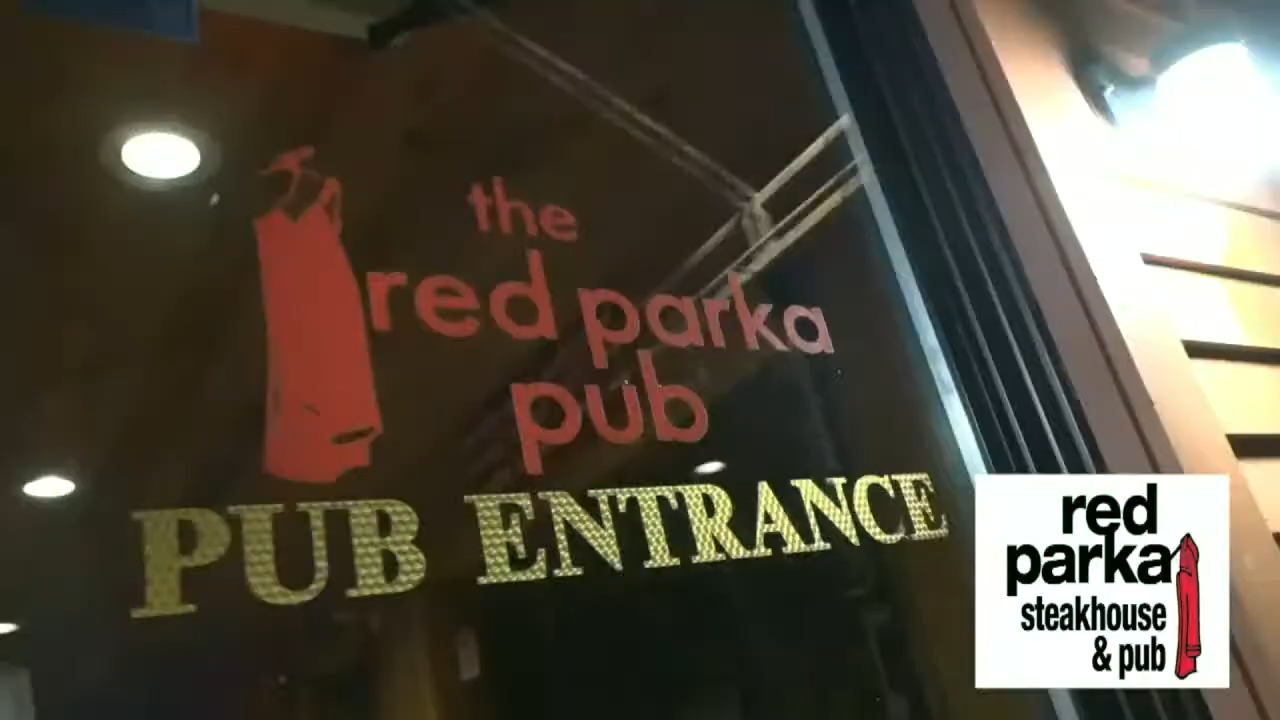 the
red parka
pub
PUB ENTRANCE
red
parka
steakhouse
& pub